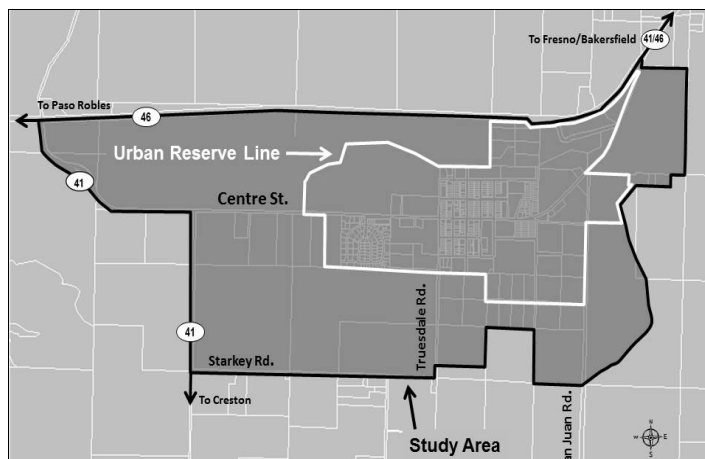 To Fresno/Bakersfield
41/46
To Paso Robles
46
Urban Reserve Line
41
Centre St.
Truesdale Rd.
41
Starkey Rd.
To Creston
Study Area
an Juan Rd.
N
W E
S